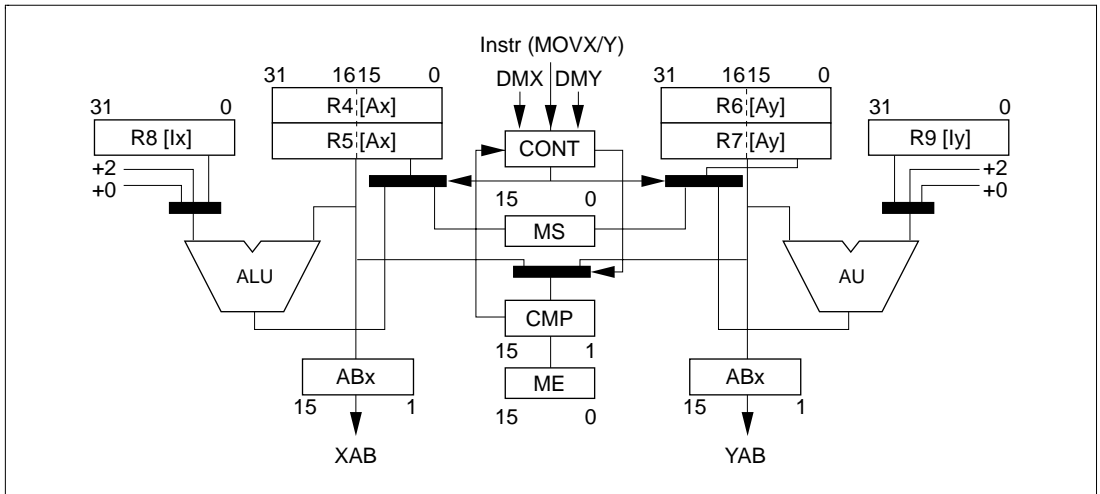 Instr (MOVX/Y)
DMX DMY
31 16 15 0
R4 [Ax]
R5 [Ax]
31 0
R8 [Ix]
+2
+0
CONT
31 16 15 0
R6 [Ay]
R7 [Ay]
31 0
R9 [Iy]
+2
+0
15 0
MS
ALU
AU
CMP
15 1
ME
15 0
ABx
15 1
XAB
ABx
15 1
YAB